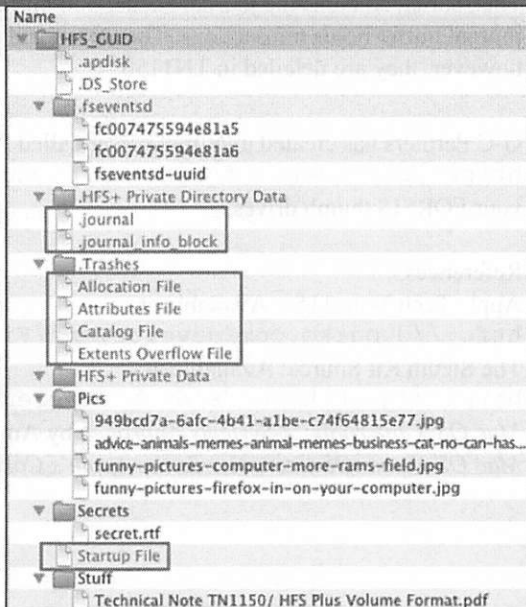 Name
HFS_GUID
.apdisk
.DS_Store
.fseventsd
fc007475594e81a5
fc007475594e81a6
fseventsd-uuid
.HFS+ Private Directory Data
.journal
.journal_info_block
.Trashes
Allocation File
Attributes File
Catalog File
Extents Overflow File
HFS+ Private Data
Pics
949bcd7a-6afc-4b41-a1be-c74f64815e77.jpg
advice-animals-memes-animal-memes-business-cat-no-can-has...
funny-pictures-computer-more-rams-field.jpg
funny-pictures-firefox-in-on-your-computer.jpg
Secrets
secret.rtf
Startup File
Stuff
Technical Note TN1150/ HFS Plus Volume Format.pdf